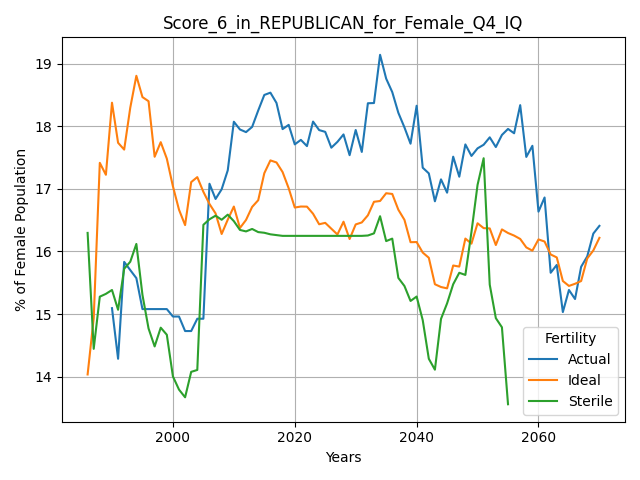 Score_6_in_REPUBLICAN_for_Female_Q4_IQ
% of Female Population
19
18
17
16
15
14
2000
2020
2040
2060
Years
Fertility
Actual
Ideal
Sterile